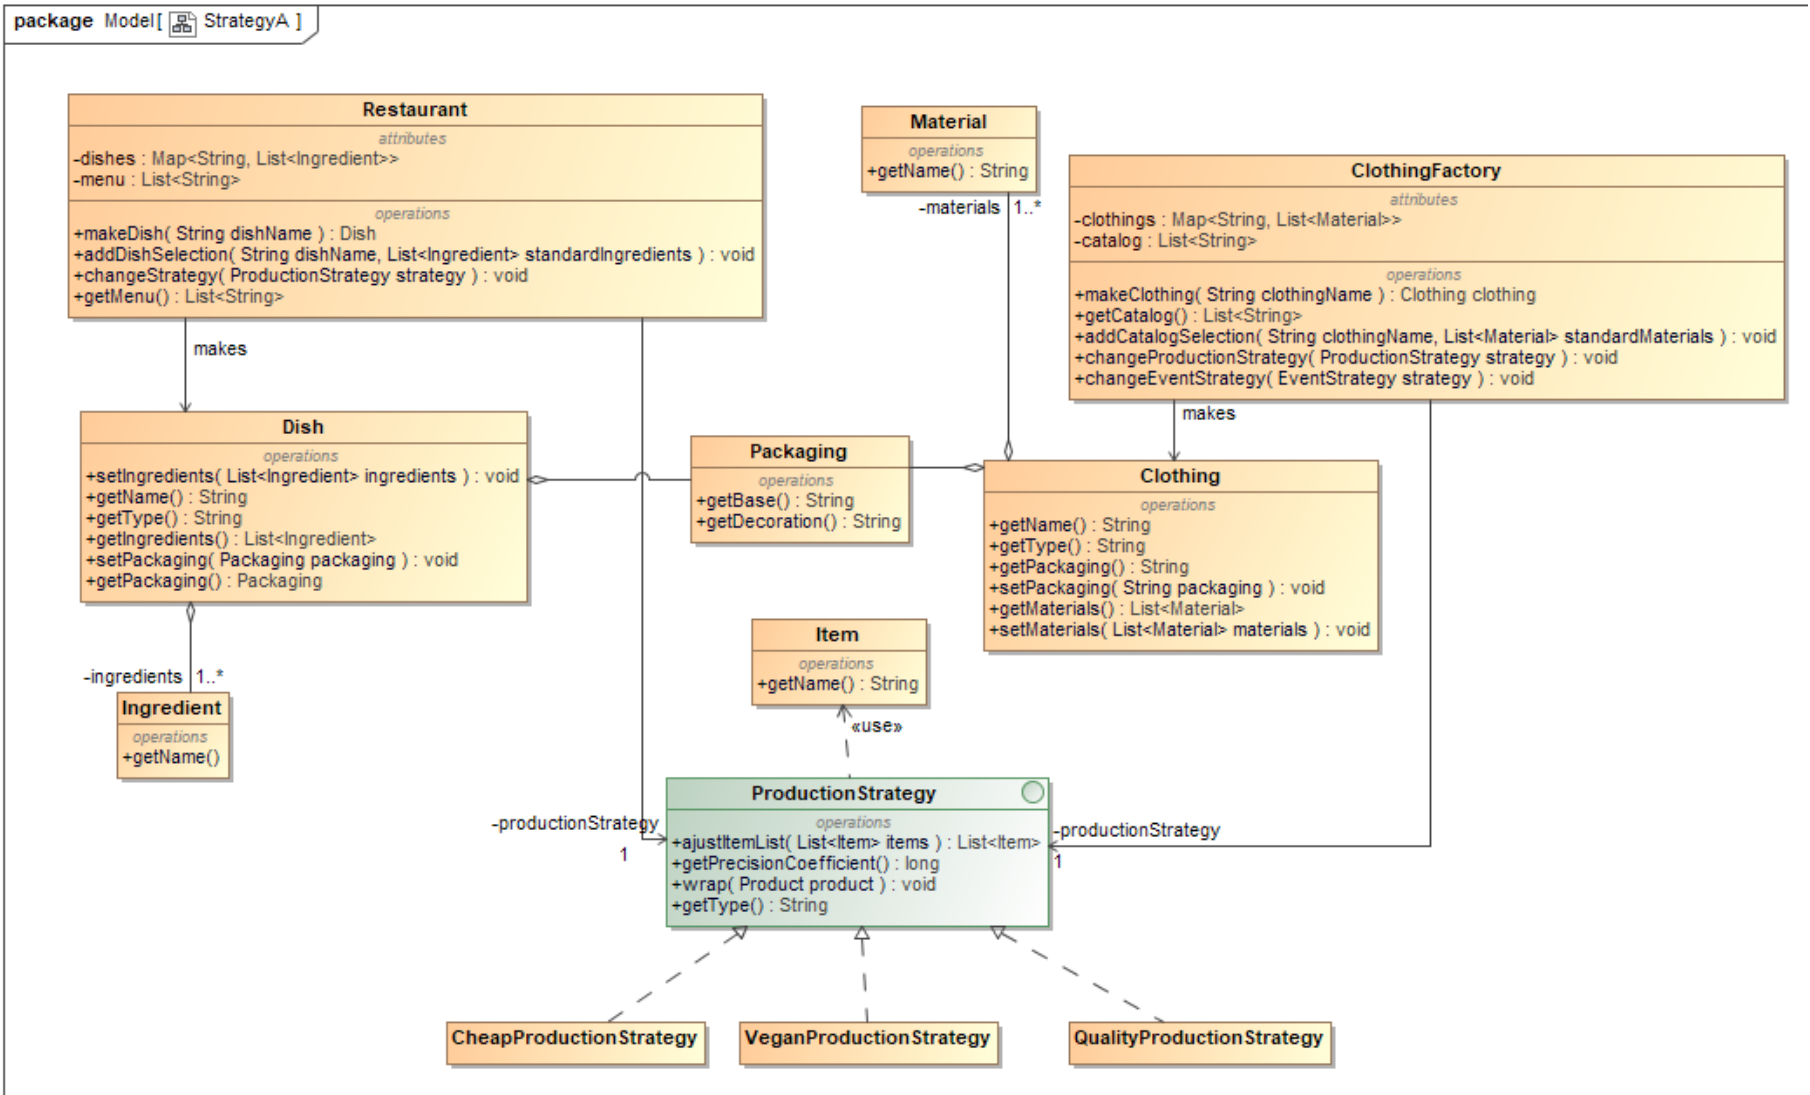 package Model[ StrategyA ]
Restaurant
attributes
-dishes : Map<String, List<Ingredient>>
-menu : List<String>
operations
+makeDish( String dishName ) : Dish
+addDishSelection( String dishName, List<Ingredient> standardIngredients ) : void
+changeStrategy( ProductionStrategy strategy ) : void
+getMenu() : List<String>
Material
operations
+getName() : String
-materials 1..*
ClothingFactory
attributes
-clothings : Map<String, List<Material>>
-catalog : List<String>
operations
+makeClothing( String clothingName ) : Clothing clothing
+getCatalog() : List<String>
+addCatalogSelection( String clothingName, List<Material> standardMaterials ) : void
+changeProductionStrategy( ProductionStrategy strategy ) : void
+changeEventStrategy( EventStrategy strategy ) : void
makes
makes
Dish
operations
+setIngredients( List<Ingredient> ingredients ) : void
+getName() : String
+getType() : String
+getIngredients() : List<Ingredient>
+setPackaging( Packaging packaging ) : void
+getPackaging() : Packaging
Packaging
operations
+getBase() : String
+getDecoration() : String
Clothing
operations
+getName() : String
+getType() : String
+getPackaging() : String
+setPackaging( String packaging ) : void
+getMaterials() : List<Material>
+setMaterials( List<Material> materials ) : void
-ingredients 1..*
Ingredient
operations
+getName()
Item
operations
+getName() : String
«use»
ProductionStrategy
operations
+ajustItemList( List<Item> items ) : List<Item>
+getPrecisionCoefficient() : long
+wrap( Product product ) : void
+getType() : String
-productionStrategy
1
-productionStrategy
1
CheapProductionStrategy
VeganProductionStrategy
QualityProductionStrategy